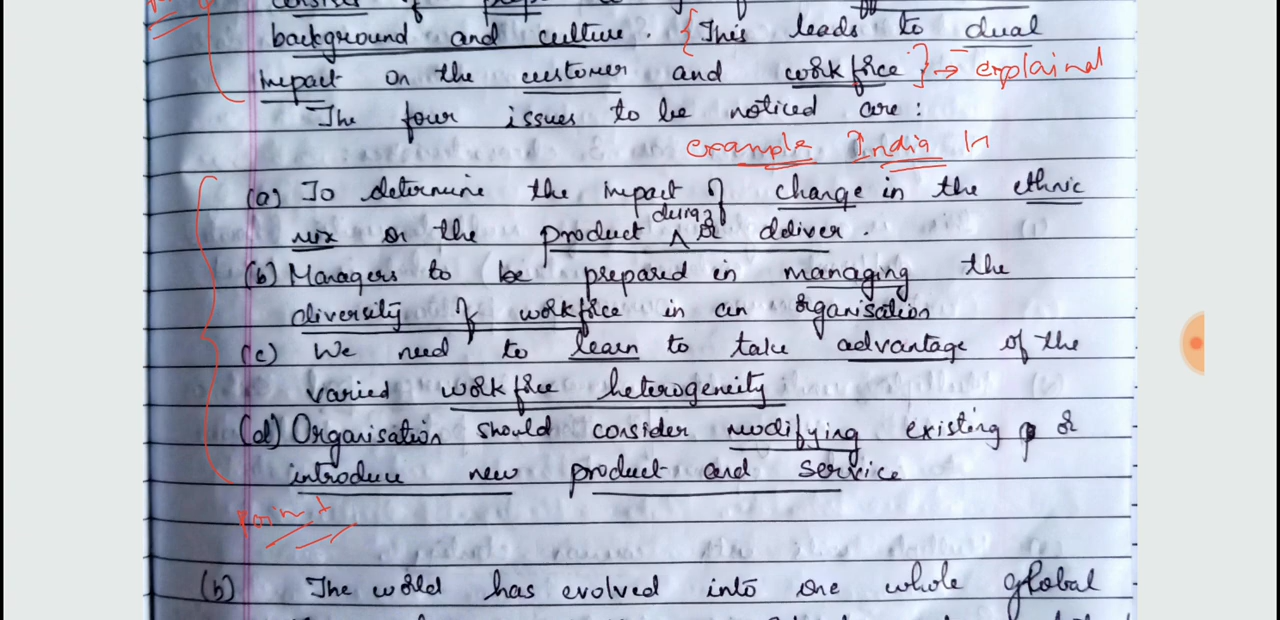 background and culture. {This leads to dual
impact on the customer and workforce } → explained
The four issues to be noticed are:
example India
(a) To determine the impact of change in the ethnic
mix on the product or deliver.
(b) Managers to be prepared in managing the
diversity of workforce in an organisation
(c) We need to learn to take advantage of the
varied workforce heterogeneity
(d) Organisation should consider modifying existing or
introduce new product and service
Point
(b) The world has evolved into one whole global